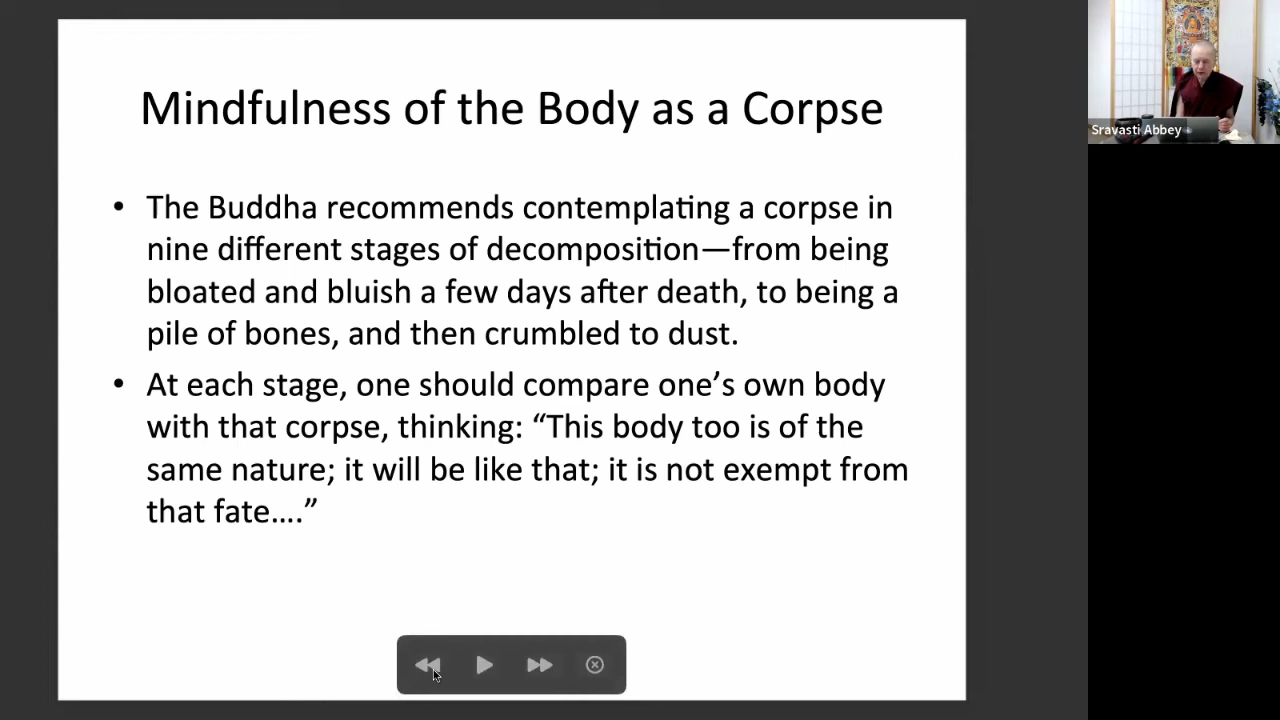 Mindfulness of the Body as a Corpse
• The Buddha recommends contemplating a corpse in
nine different stages of decomposition—from being
bloated and bluish a few days after death, to being a
pile of bones, and then crumbled to dust.
• At each stage, one should compare one’s own body
with that corpse, thinking: “This body too is of the
same nature; it will be like that; it is not exempt from
that fate….”
Sravasti Abbey